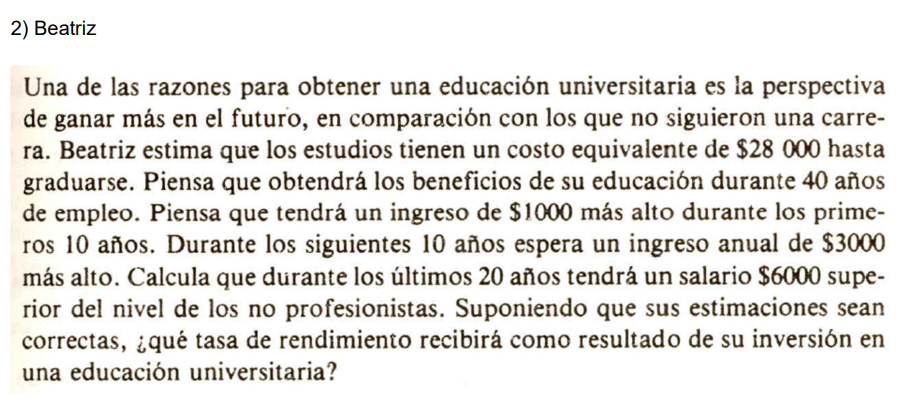 2) Beatriz
Una de las razones para obtener una educación universitaria es la perspectiva
de ganar más en el futuro, en comparación con los que no siguieron una carre-
ra. Beatriz estima que los estudios tienen un costo equivalente de $28 000 hasta
graduarse. Piensa que obtendrá los beneficios de su educación durante 40 años
de empleo. Piensa que tendrá un ingreso de $1000 más alto durante los prime-
ros 10 años. Durante los siguientes 10 años espera un ingreso anual de $3000
más alto. Calcula que durante los últimos 20 años tendrá un salario $6000 supe-
rior del nivel de los no profesionistas. Suponiendo que sus estimaciones sean
correctas, ¿qué tasa de rendimiento recibirá como resultado de su inversión en
una educación universitaria?